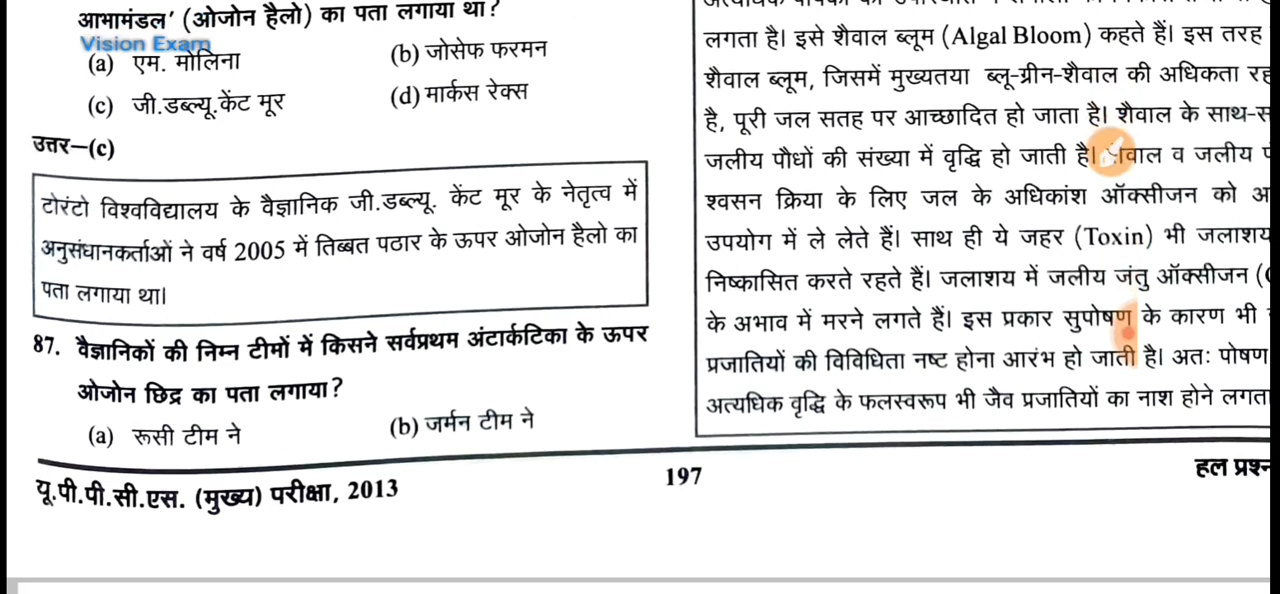 आभामंडल' (ओजोन हैलो) का पता लगाया था?
Vision Exam
(a) एम. मोलिना (b) जोसेफ फरमन
(c) जी.डब्ल्यू.केंट मूर (d) मार्कस रेक्स
उत्तर–(c)
टोरंटो विश्वविद्यालय के वैज्ञानिक जी.डब्ल्यू. केंट मूर के नेतृत्व में
अनुसंधानकर्ताओं ने वर्ष 2005 में तिब्बत पठार के ऊपर ओजोन हैलो का
पता लगाया था।
87. वैज्ञानिकों की निम्न टीमों में किसने सर्वप्रथम अंटार्कटिका के ऊपर
ओजोन छिद्र का पता लगाया?
(a) रूसी टीम ने (b) जर्मन टीम ने
लगता है। इसे शैवाल ब्लूम (Algal Bloom) कहते हैं। इस तरह
शैवाल ब्लूम, जिसमें मुख्यतया ब्लू-ग्रीन-शैवाल की अधिकता
है, पूरी जल सतह पर आच्छादित हो जाता है। शैवाल के
जलीय पौधों की संख्या में वृद्धि हो जाती है। व जलीय
श्वसन क्रिया के लिए जल के अधिकांश ऑक्सीजन को
उपयोग में ले लेते हैं। साथ ही ये जहर (Toxin) भी जलाशय
निष्कासित करते रहते हैं। जलाशय में जलीय जंतु ऑक्सीजन
के अभाव में मरने लगते हैं। इस प्रकार सुपोषण के कारण भी
प्रजातियों की विविधिता नष्ट होना आरंभ हो जाती है। अतः पोषण
अत्यधिक वृद्धि के फलस्वरूप भी जैव प्रजातियों का नाश होने लगता
यू.पी.पी.सी.एस. (मुख्य) परीक्षा, 2013
197
हल